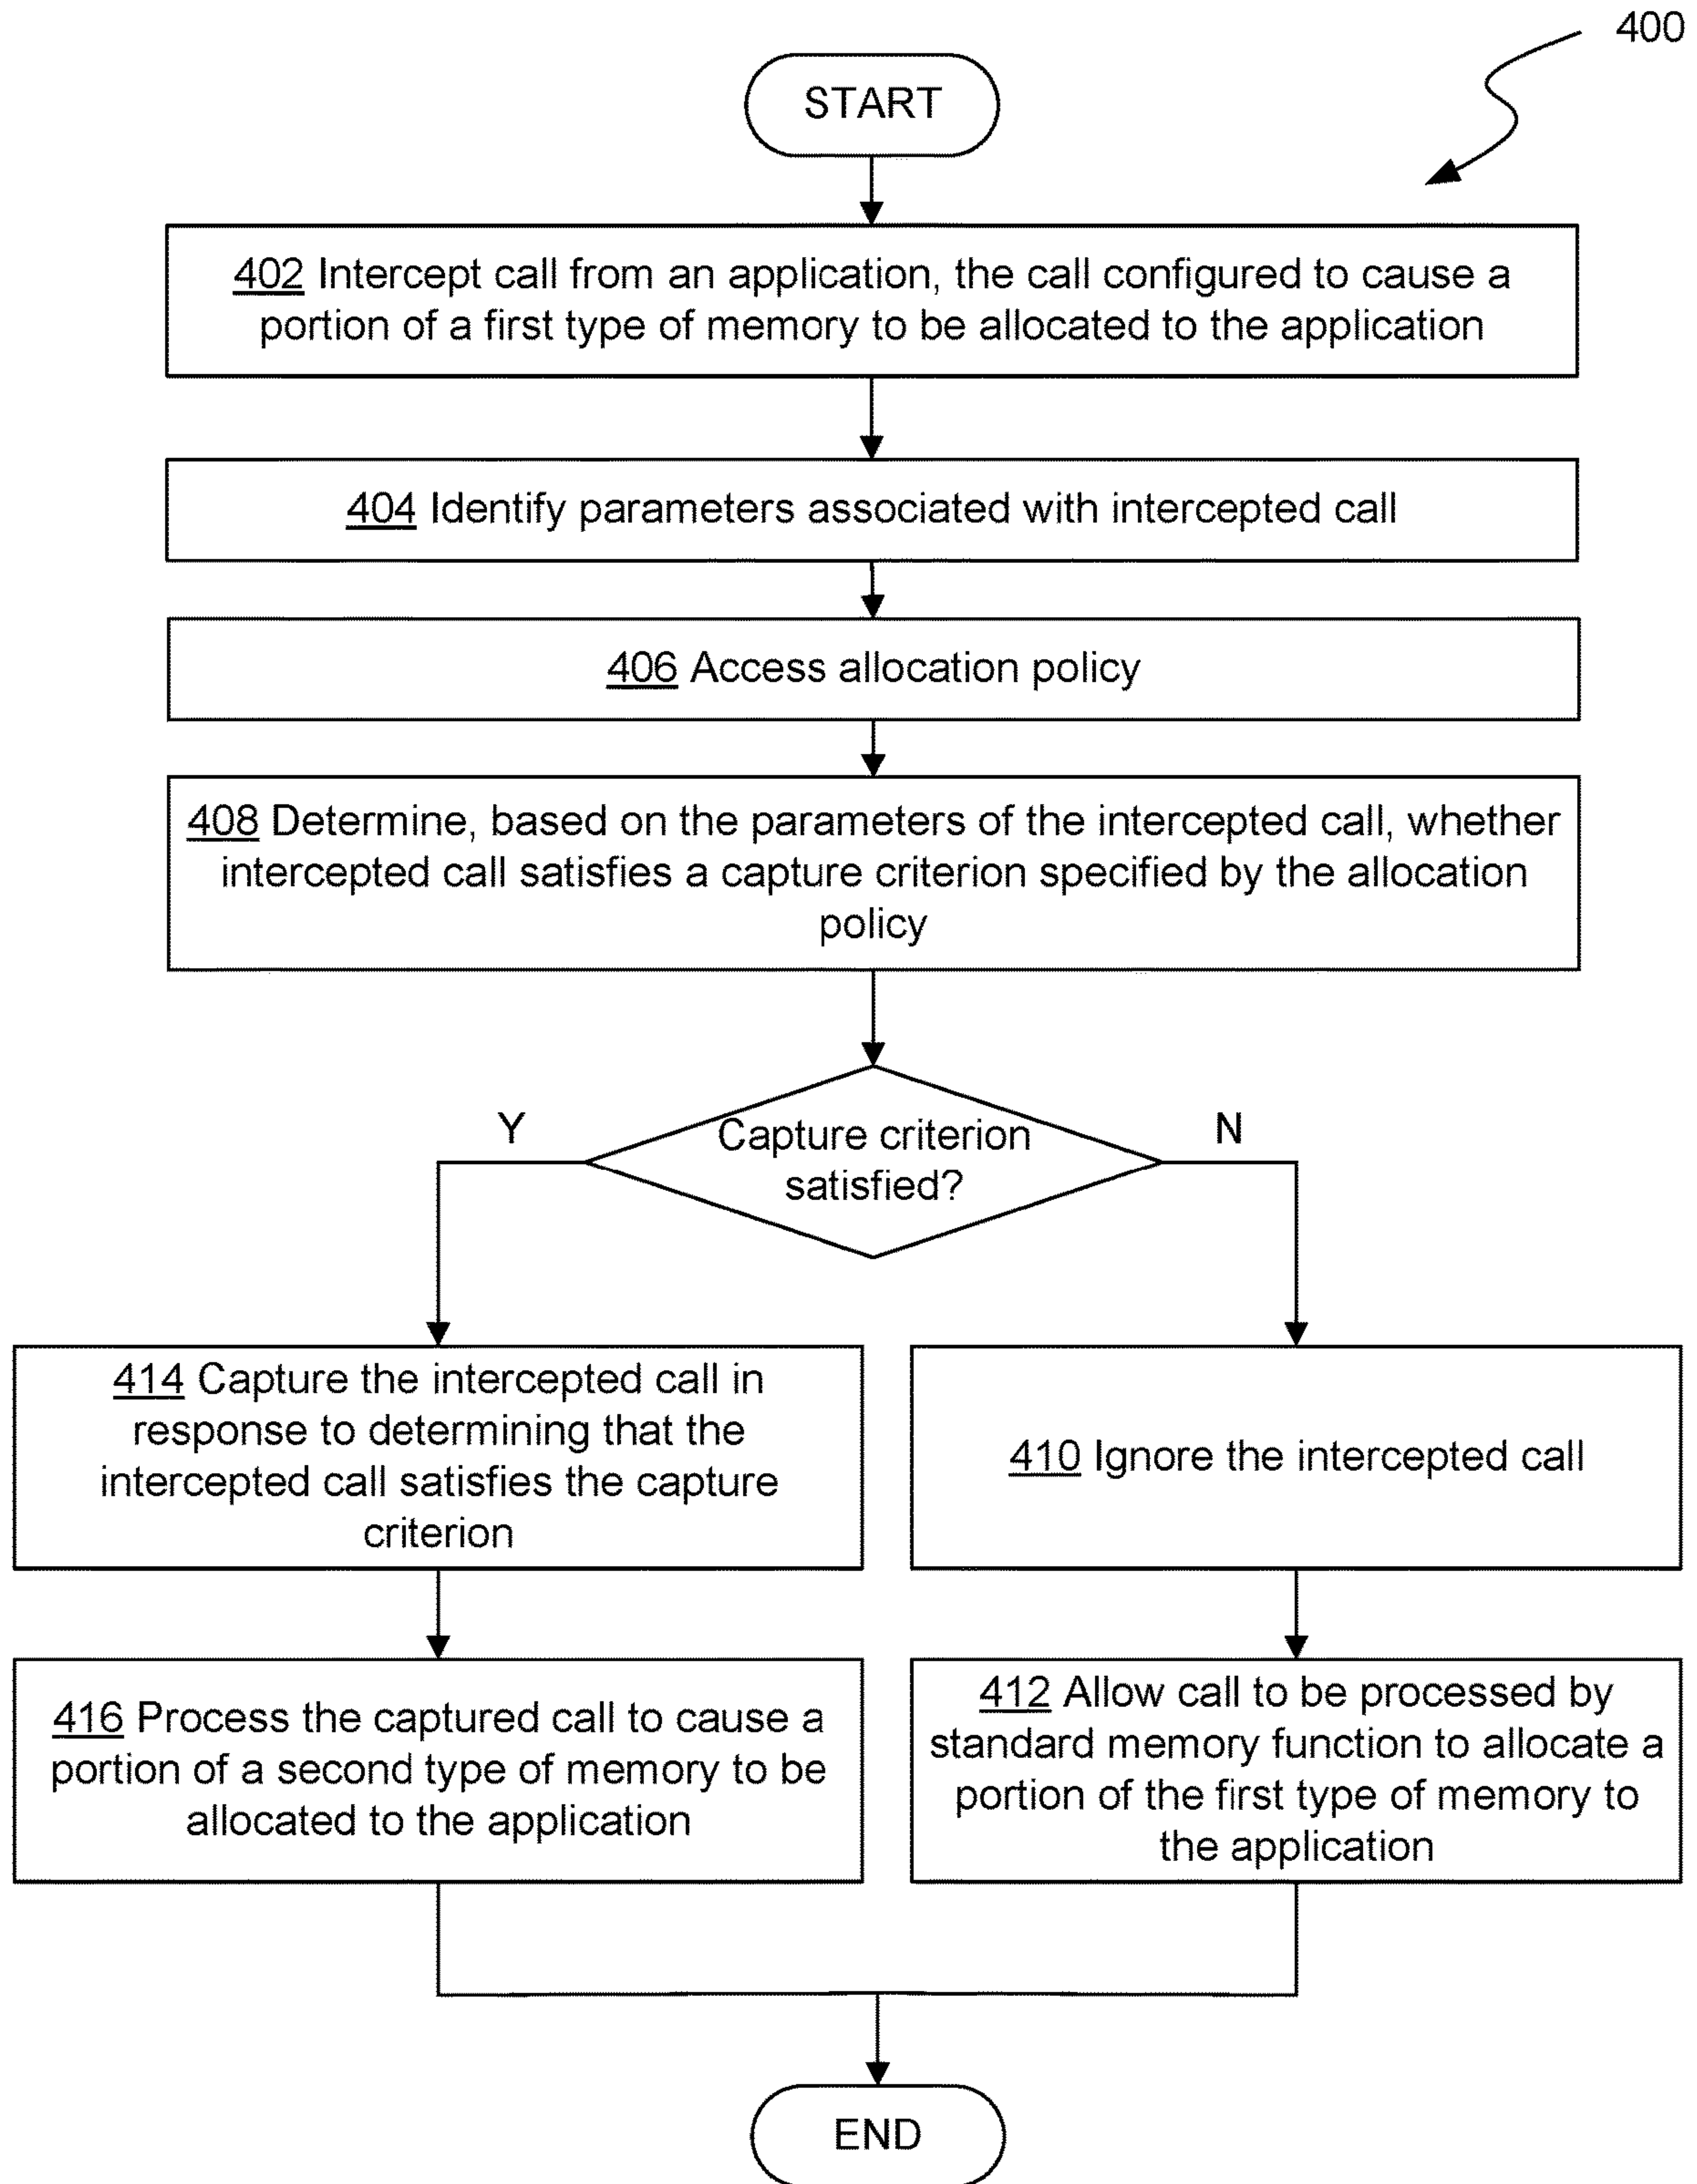 400
START
402 Intercept call from an application, the call configured to cause a
portion of a first type of memory to be allocated to the application
404 Identify parameters associated with intercepted call
406 Access allocation policy
408 Determine, based on the parameters of the intercepted call, whether
intercepted call satisfies a capture criterion specified by the allocation
policy
Capture criterion
satisfied?
Y
N
414 Capture the intercepted call in
response to determining that the
intercepted call satisfies the capture
criterion
410 Ignore the intercepted call
416 Process the captured call to cause a
portion of a second type of memory to be
allocated to the application
412 Allow call to be processed by
standard memory function to allocate a
portion of the first type of memory to
the application
END